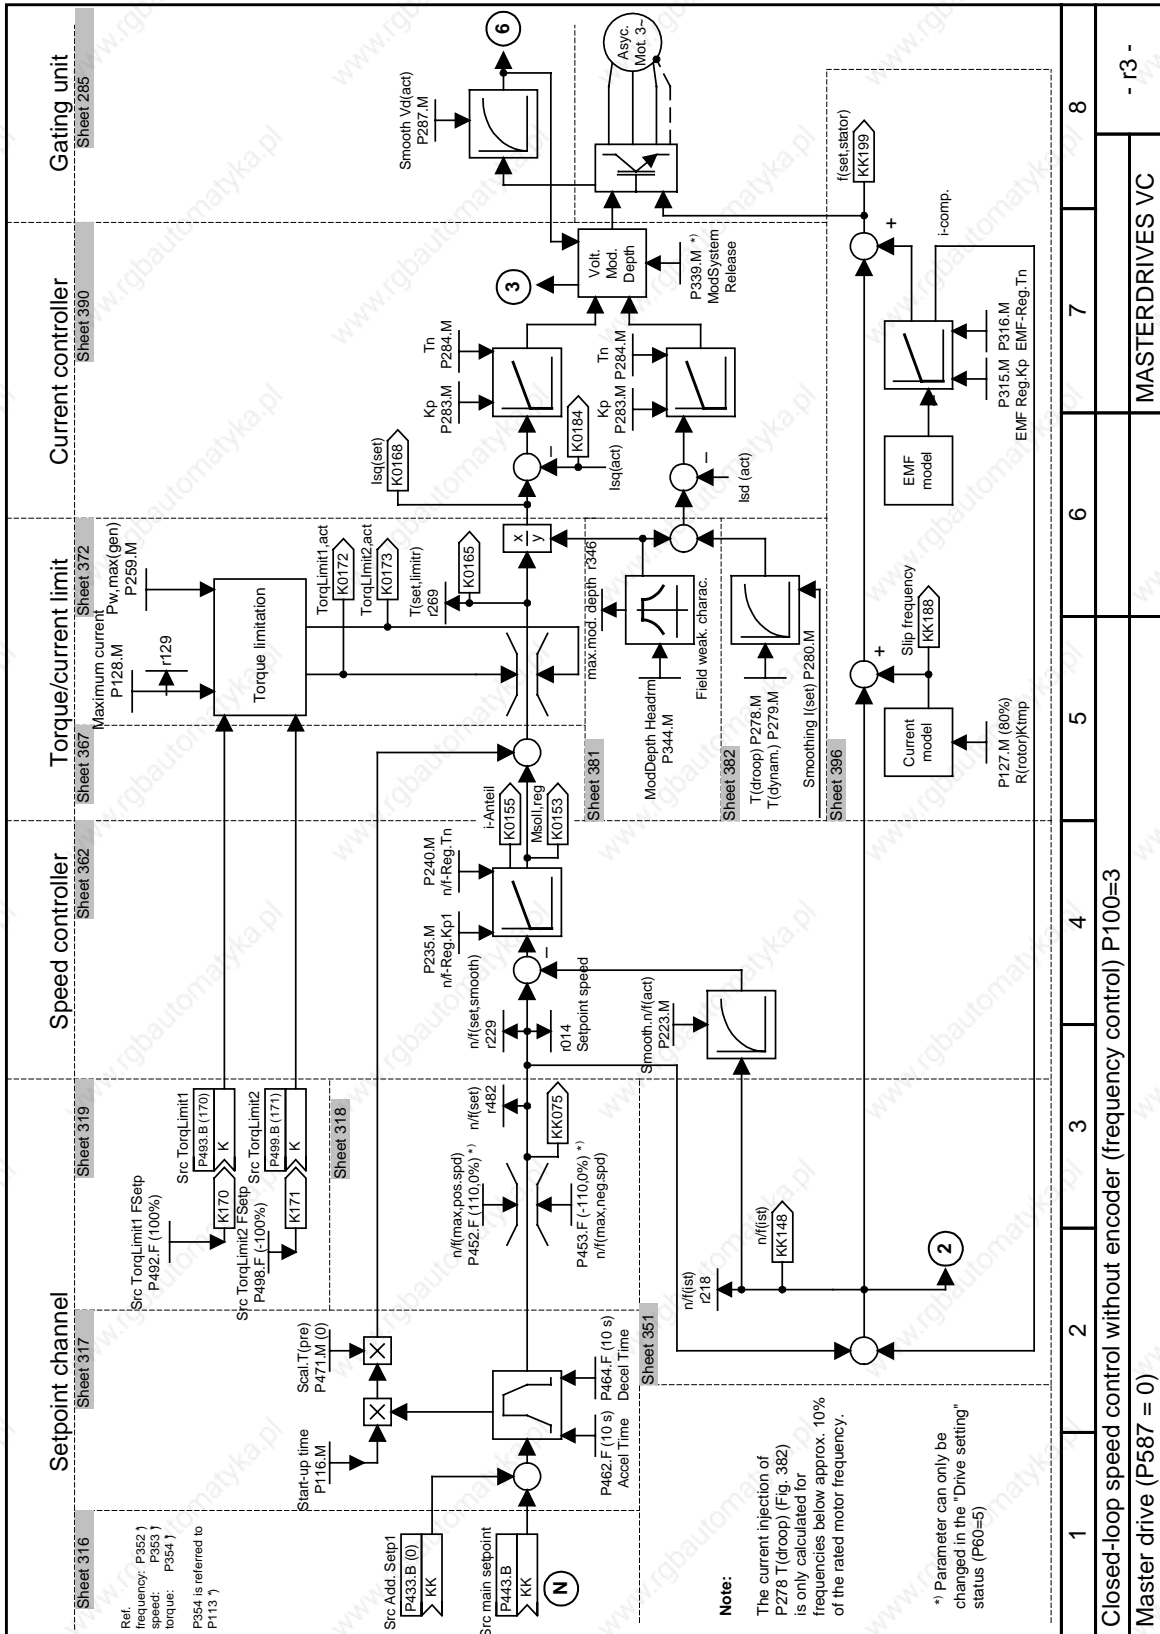 Setpoint channel
Speed controller
Torque/current limit
Current controller
Gating unit
Sheet 316
Sheet 317
Sheet 319
Sheet 362
Sheet 367
Sheet 372
Sheet 390
Sheet 285
Ref.
frequency: P352 *)
speed: P353 *)
torque: P354 *)
P354 is referred to
P113 *)
Src Add. Setp1
P433.B (0)
KK
Src main setpoint
P443.B
KK
N
Start-up time
P116.M
Scal.T(pre)
P471.M (0)
P462.F (10 s)
Accel Time
P464.F (10 s)
Decel Time
Src TorqLimit1 FSetp
P492.F (100%)
K170
Src TorqLimit1
P493.B (170)
K
Src TorqLimit2 FSetp
P498.F (-100%)
K171
Src TorqLimit2
P499.B (171)
K
Sheet 318
n/f(max,pos.spd)
P452.F (110,0%) *)
P453.F (-110,0%) *)
n/f(max,neg.spd)
n/f(set)
r482
KK075
n/f(set,smooth)
r229
r014
Setpoint speed
P235.M
n/f-Reg.Kp1
P240.M
n/f-Reg.Tn
i-Anteil
K0155
Msoll,reg
K0153
Smooth.n/f(act)
P223.M
Sheet 351
n/f(ist)
r218
n/f(ist)
KK148
2
Maximum current
P128.M
r129
Pw,max(gen)
P259.M
Torque limitation
TorqLimit1,act
K0172
TorqLImit2,act
K0173
T(set,limitr)
r269
K0165
x
y
Isq(set)
K0168
K0184
Isq(act)
Kp
P283.M
Tn
P284.M
Kp
P283.M
Tn
P284.M
Isd (act)
Sheet 381
max.mod. depth r346
ModDepth Headrm
P344.M
Field weak. charac.
Sheet 382
T(droop) P278.M
T(dynam.) P279.M
Smoothing I(set) P280.M
Sheet 396
3
Volt.
Mod.
Depth
P339.M *)
ModSystem
Release
Smooth Vd(act)
P287.M
6
Asyc.
Mot. 3~
Current
model
P127.M (80%)
R(rotor)Ktmp
Slip frequency
KK188
EMF
model
P315.M
EMF Reg.Kp
P316.M
EMF-Reg.Tn
i-comp.
f(set,stator)
KK199
Note:
The current injection of
P278 T(droop) (Fig. 382)
is only calculated for
frequencies below approx. 10%
of the rated motor frequency.
*) Parameter can only be
changed in the "Drive setting"
status (P60=5)
1 2 3 4 5 6 7 8
Closed-loop speed control without encoder (frequency control) P100=3
Master drive (P587 = 0)
MASTERDRIVES VC
- r3 -
www.rgbautomatyka.pl